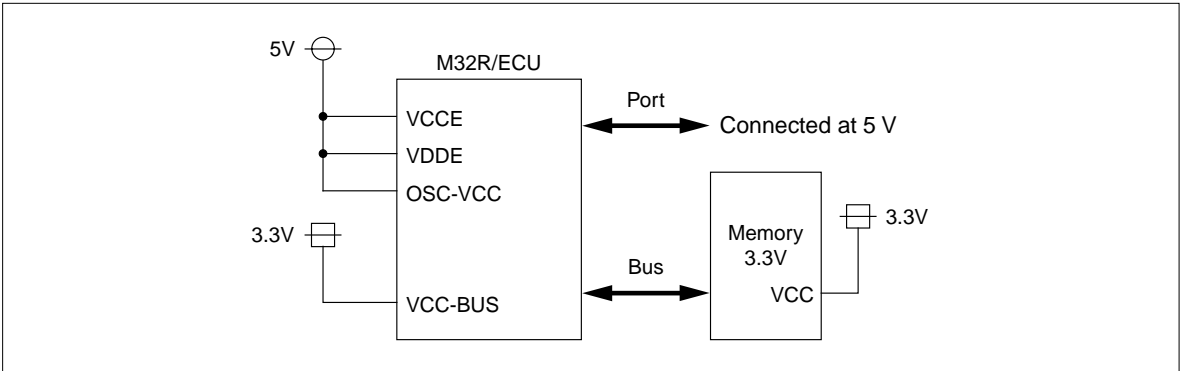 5V
M32R/ECU
VCCE
VDDE
OSC-VCC
Port
Connected at 5 V
3.3V
VCC-BUS
Bus
Memory
3.3V
VCC
3.3V